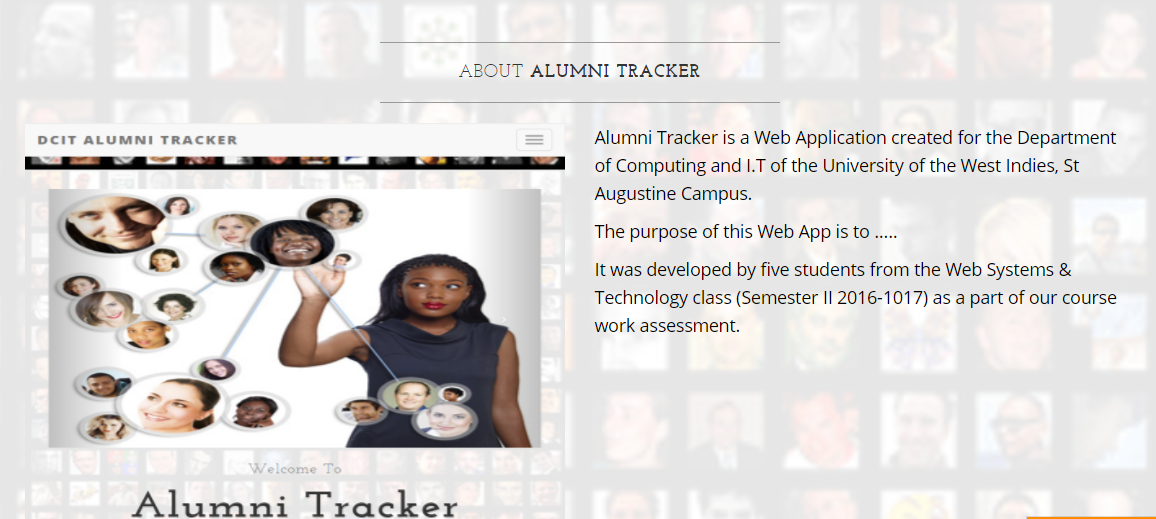 ABOUT ALUMNI TRACKER
DCIT ALUMNI TRACKER
Welcome To
Alumni Tracker
Alumni Tracker is a Web Application created for the Department
of Computing and I.T of the University of the West Indies, St
Augustine Campus.
The purpose of this Web App is to .....
It was developed by five students from the Web Systems &
Technology class (Semester II 2016-1017) as a part of our course
work assessment.